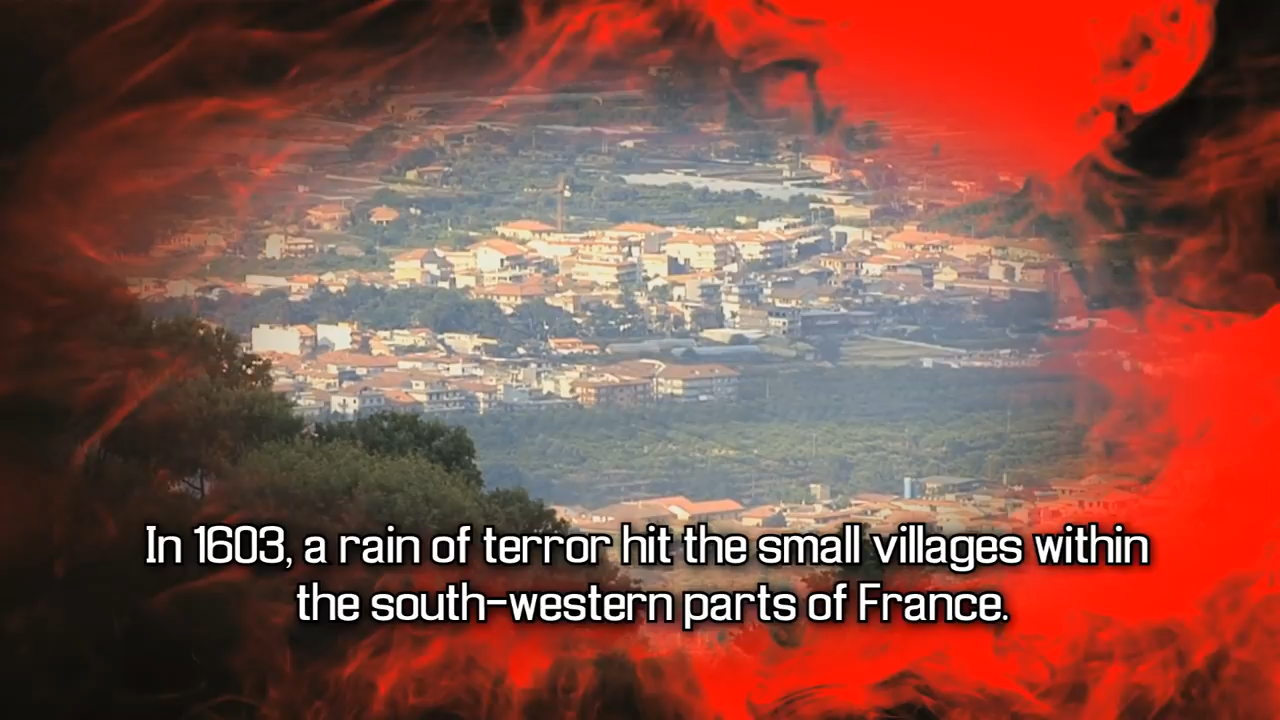 In 1603, a rain of terror hit the small villages within
the south-western parts of France.